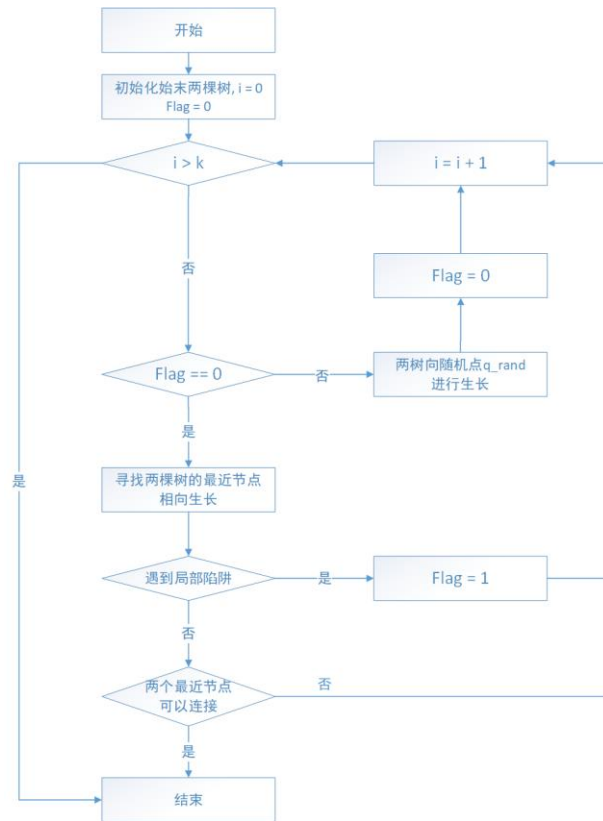 开始
初始化始末两棵树, i = 0
Flag = 0
i > k
i = i + 1
否
Flag = 0
Flag == 0
否
两树向随机点q_rand
进行生长
是
是
寻找两棵树的最近节点
相向生长
遇到局部陷阱
是
Flag = 1
否
两个最近节点
可以连接
否
是
结束